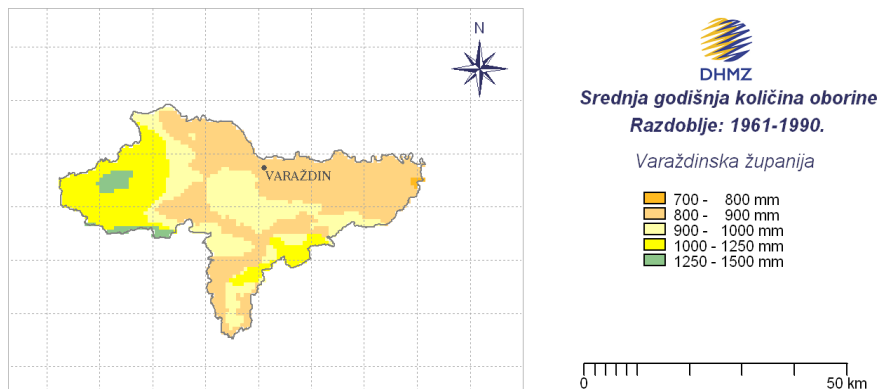 N
VARAŽDIN
DHMZ
Srednja godišnja količina oborine
Razdoblje: 1961-1990.
Varaždinska županija
700 - 800 mm
800 - 900 mm
900 - 1000 mm
1000 - 1250 mm
1250 - 1500 mm
0 50 km